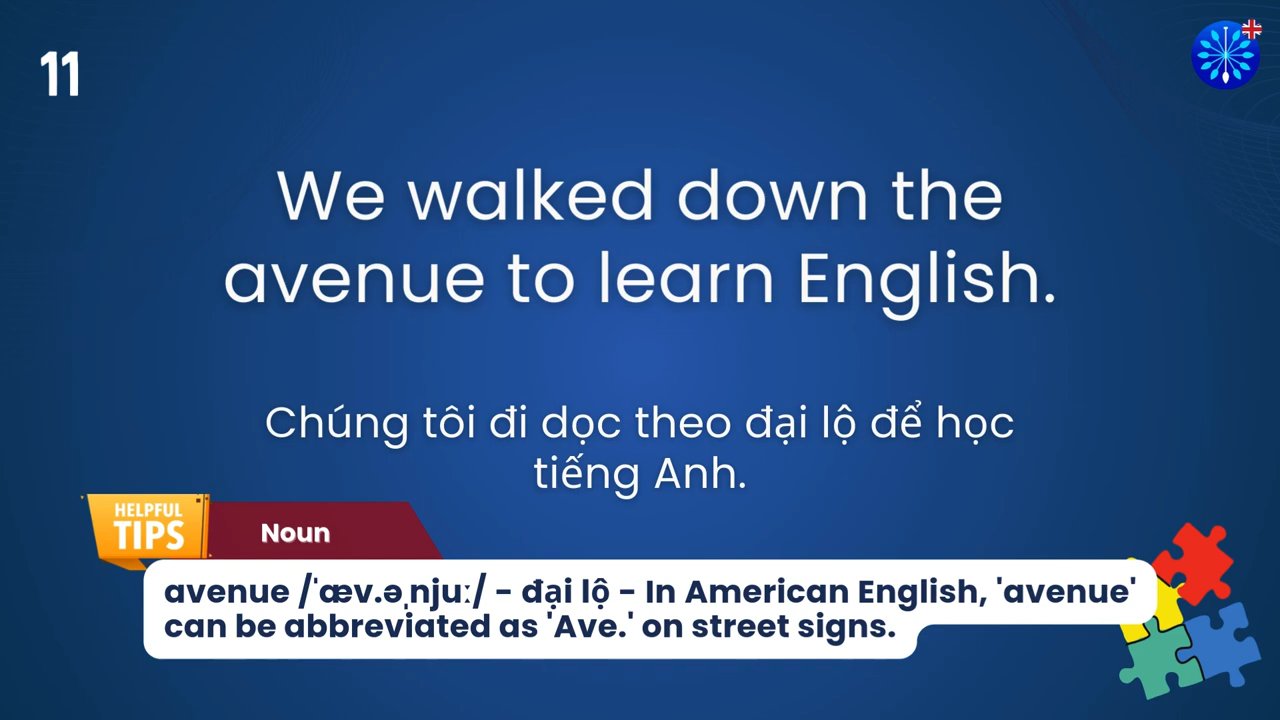 11
We walked down the
avenue to learn English.
Chúng tôi đi dọc theo đại lộ để học
tiếng Anh.
HELPFUL
TIPS
Noun
avenue /ˈæv.əˌnjuː/ - đại lộ - In American English, 'avenue'
can be abbreviated as 'Ave.' on street signs.